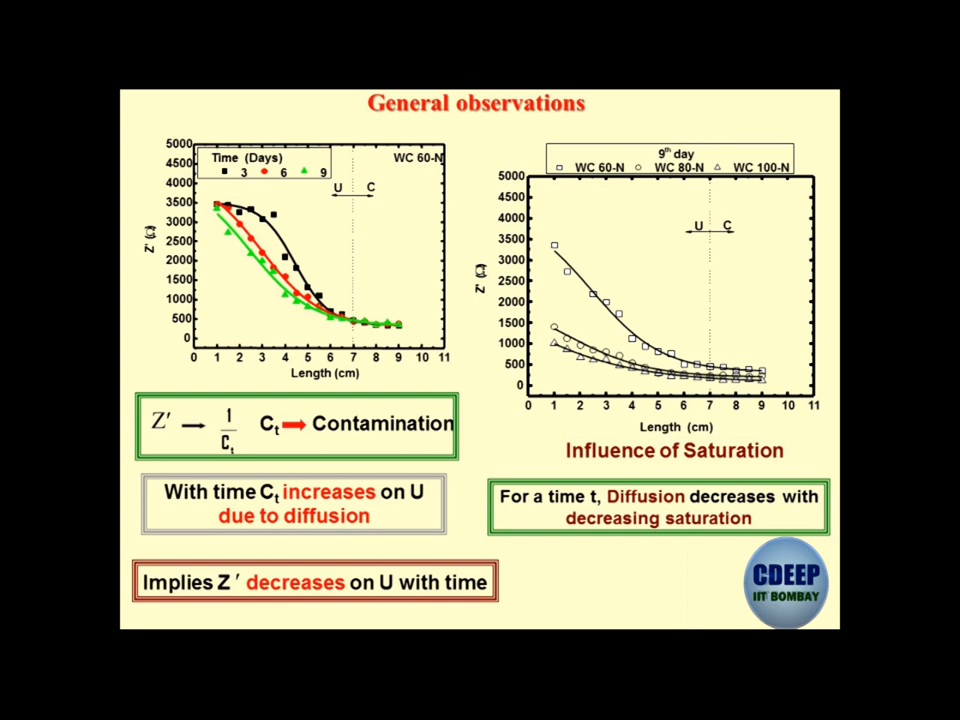 General observations
5000
4500
4000
3500
3000
2500
2000
1500
1000
500
0
Z' (Ω)
Time (Days)
3 6 9
WC 60-N
U C
0 1 2 3 4 5 6 7 8 9 10 11
Length (cm)
9th day
WC 60-N WC 80-N WC 100-N
5000
4500
4000
3500
3000
2500
2000
1500
1000
500
0
Z' (Ω)
U C
0 1 2 3 4 5 6 7 8 9 10 11
Length (cm)
Z′ → 1/Ct Ct → Contamination
Influence of Saturation
With time Ct increases on U
due to diffusion
For a time t, Diffusion decreases with
decreasing saturation
Implies Z ′ decreases on U with time
CDEEP
IIT BOMBAY